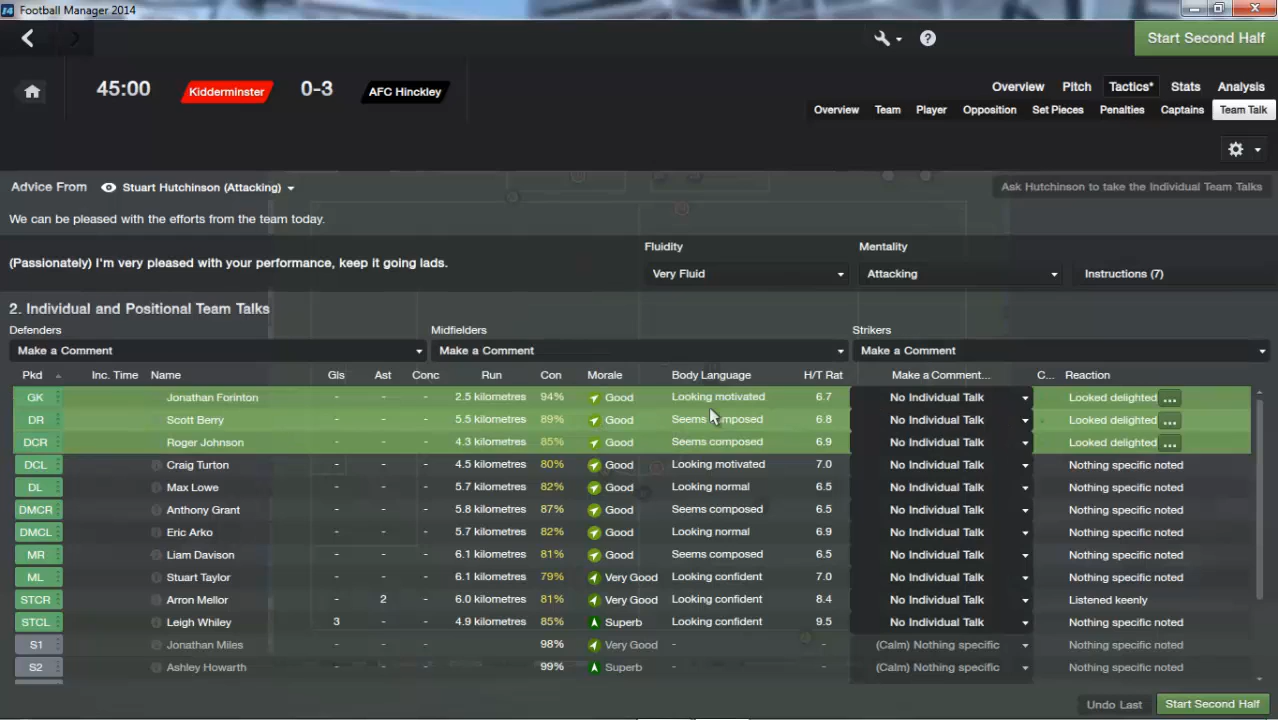 14 Football Manager 2014
Start Second Half
45:00 Kidderminster 0-3 AFC Hinckley
Overview Pitch Tactics* Stats Analysis
Overview Team Player Opposition Set Pieces Penalties Captains Team Talk
Advice From Stuart Hutchinson (Attacking) Ask Hutchinson to take the Individual Team Talks
We can be pleased with the efforts from the team today.
Fluidity Mentality
(Passionately) I'm very pleased with your performance, keep it going lads. Very Fluid Attacking Instructions (7)
2. Individual and Positional Team Talks
Defenders Midfielders Strikers
Make a Comment Make a Comment Make a Comment
Pkd Inc. Time Name Gls Ast Conc Run Con Morale Body Language H/T Rat Make a Comment... C... Reaction
GK Jonathan Forinton - - - 2.5 kilometres 94% Good Looking motivated 6.7 No Individual Talk Looked delighted ...
DR Scott Berry - - - 5.5 kilometres 89% Good Seems composed 6.8 No Individual Talk - Looked delighted ...
DCR Roger Johnson - - - 4.3 kilometres 85% Good Seems composed 6.9 No Individual Talk Looked delighted ...
DCL Craig Turton - - - 4.5 kilometres 80% Good Looking motivated 7.0 No Individual Talk Nothing specific noted
DL Max Lowe - - - 5.7 kilometres 82% Good Looking normal 6.5 No Individual Talk Nothing specific noted
DMCR Anthony Grant - - - 5.8 kilometres 87% Good Seems composed 6.5 No Individual Talk Nothing specific noted
DMCL Eric Arko - - - 5.7 kilometres 82% Good Looking normal 6.9 No Individual Talk Nothing specific noted
MR Liam Davison - - - 6.1 kilometres 81% Good Seems composed 6.5 No Individual Talk Nothing specific noted
ML Stuart Taylor - - - 6.1 kilometres 79% Very Good Looking confident 7.0 No Individual Talk Nothing specific noted
STCR Arron Mellor - 2 - 6.0 kilometres 81% Very Good Looking confident 8.4 No Individual Talk Listened keenly
STCL Leigh Whiley 3 - - 4.9 kilometres 85% Superb Looking confident 9.5 No Individual Talk Nothing specific noted
S1 Jonathan Miles 98% Very Good - - (Calm) Nothing specific Nothing specific noted
S2 Ashley Howarth 99% Superb - - (Calm) Nothing specific Nothing specific noted
Undo Last Start Second Half